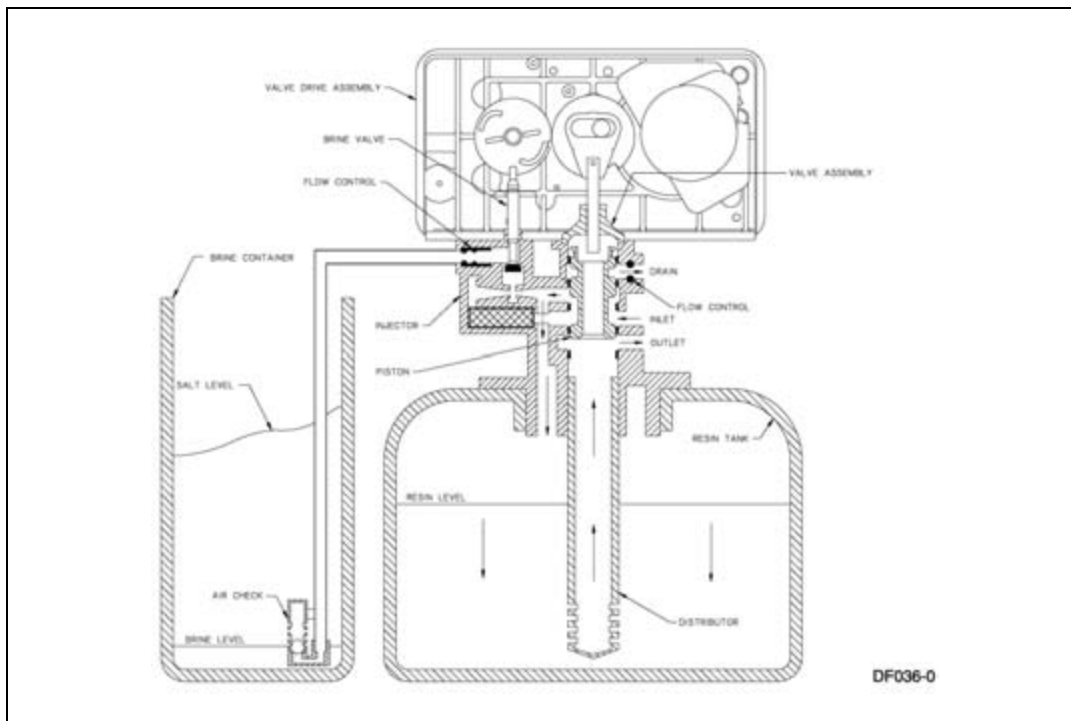 VALVE DRIVE ASSEMBLY
BRINE VALVE
FLOW CONTROL
VALVE ASSEMBLY
BRINE CONTAINER
DRAIN
FLOW CONTROL
INJECTOR
INLET
OUTLET
PISTON
SALT LEVEL
RESIN TANK
RESIN LEVEL
AIR CHECK
DISTRIBUTOR
BRINE LEVEL
DF036-0